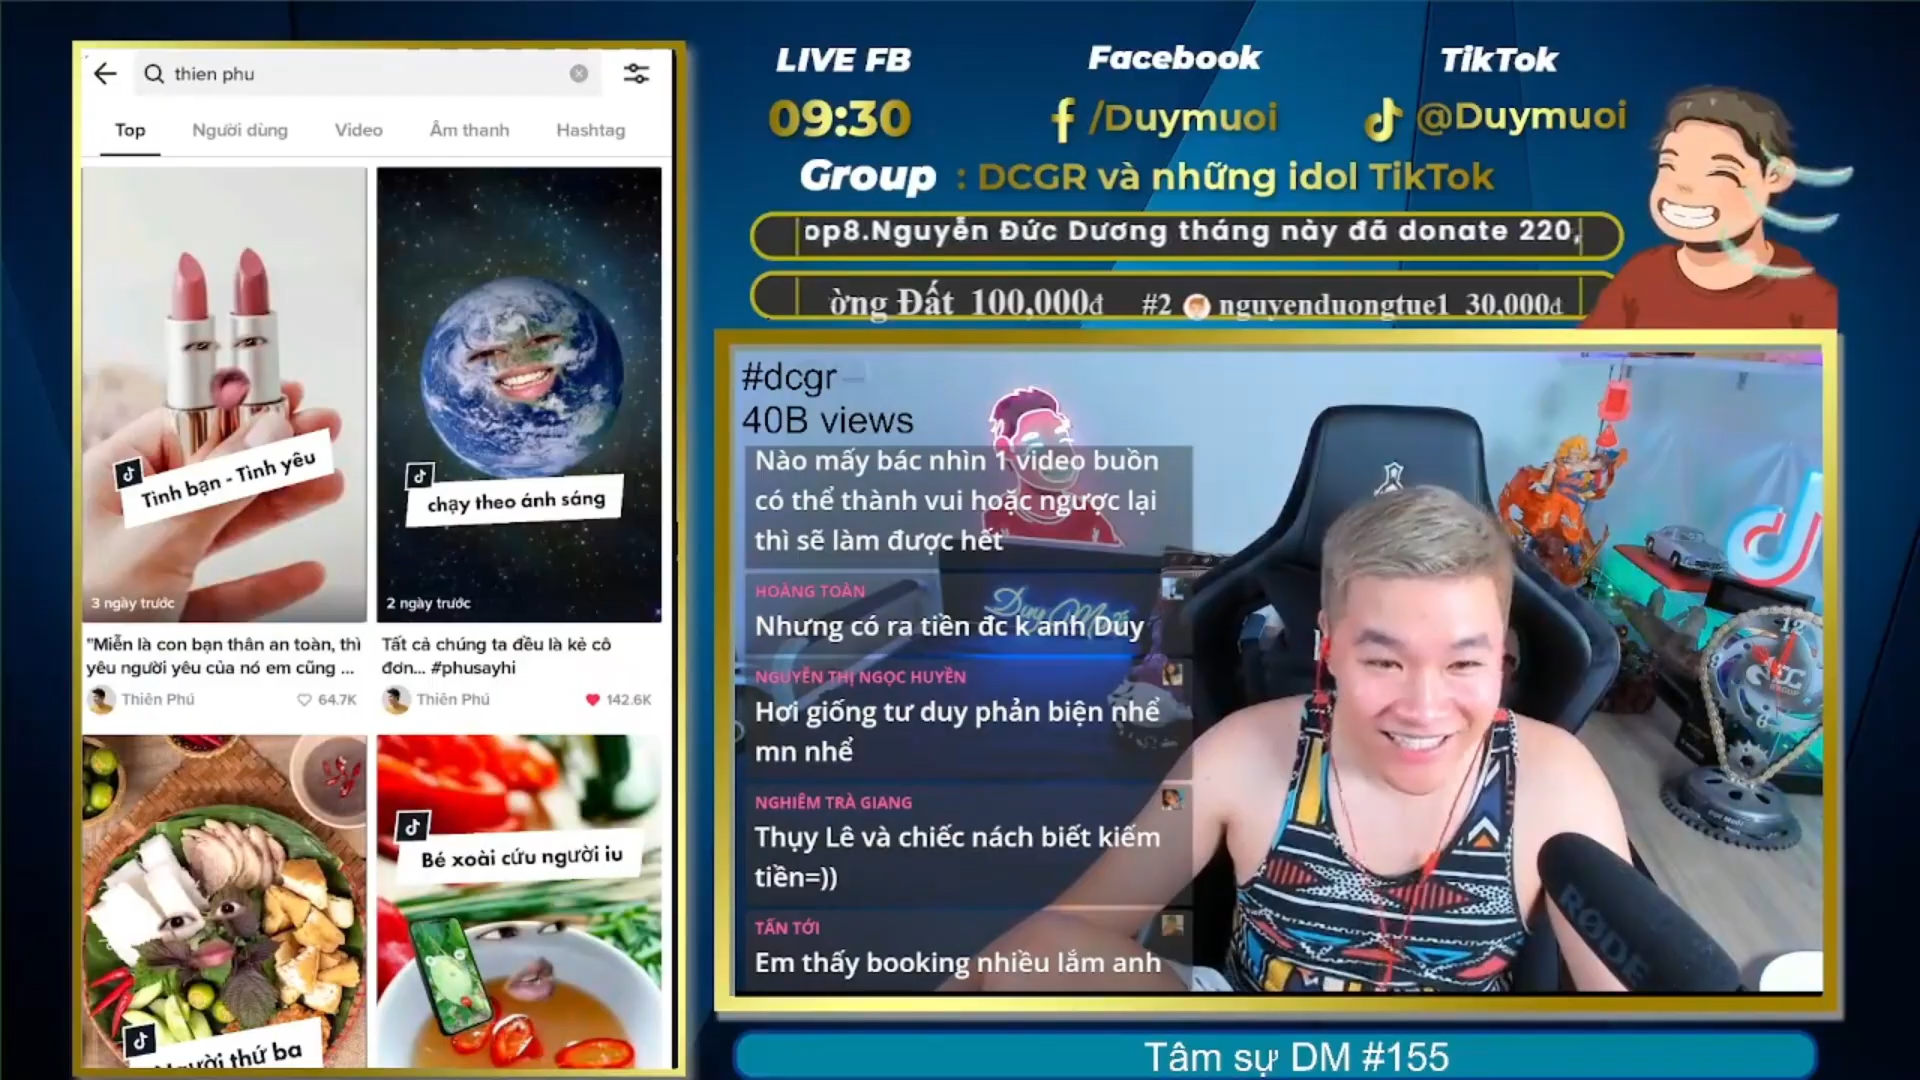 thien phu
Top
Người dùng
Video
Âm thanh
Hashtag
Tình bạn - Tình yêu
chạy theo ánh sáng
3 ngày trước
2 ngày trước
"Miễn là con bạn thân an toàn, thì
yêu người yêu của nó em cũng ...
Tất cả chúng ta đều là kẻ cô
đơn... #phusayhi
Thiên Phú
64.7K
Thiên Phú
142.6K
Bé xoài cứu người iu
Người thứ ba
LIVE FB
Facebook
TikTok
09:30
/Duymuoi
@Duymuoi
Group : DCGR và những idol TikTok
op8.Nguyễn Đức Dương tháng này đã donate 220,
ờng Đất 100,000đ #2 nguyenduongtue1 30,000đ
#dcgr
40B views
Nào mấy bác nhìn 1 video buồn
có thể thành vui hoặc ngược lại
thì sẽ làm được hết
HOÀNG TOÀN
Nhưng có ra tiền đc k anh Duy
NGUYỄN THỊ NGỌC HUYỀN
Hơi giống tư duy phản biện nhể
mn nhể
NGHIÊM TRÀ GIANG
Thụy Lê và chiếc nách biết kiếm
tiền=))
TẤN TỚI
Em thấy booking nhiều lắm anh
Duy Muối
12
RØDE
Tâm sự DM #155